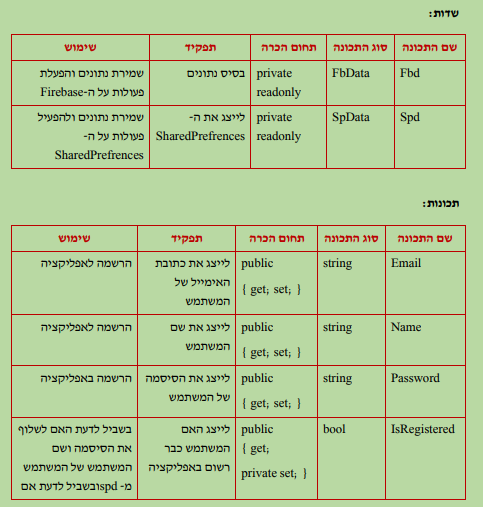 שדות:
שם התכונה סוג התכונה תחום הכרה תפקיד שימוש
Fbd FbData private readonly בסיס נתונים שמירת נתונים והפעלת פעולות על ה-Firebase
Spd SpData private readonly לייצג את ה-SharedPrefrences שמירת נתונים ולהפעיל פעולות על ה-SharedPrefrences
תכונות:
שם התכונה סוג התכונה תחום הכרה תפקיד שימוש
Email string public { get; set; } לייצג את כתובת האימייל של המשתמש הרשמה לאפליקציה
Name string public { get; set; } לייצג את שם המשתמש הרשמה לאפליקציה
Password string public { get; set; } לייצג את הסיסמה של המשתמש הרשמה באפליקציה
IsRegistered bool public { get; private set; } לייצג האם המשתמש כבר רשום באפליקציה בשביל לדעת האם לשלוף את הסיסמה ושם המשתמש של המשתמש מ- spdובשביל לדעת אם